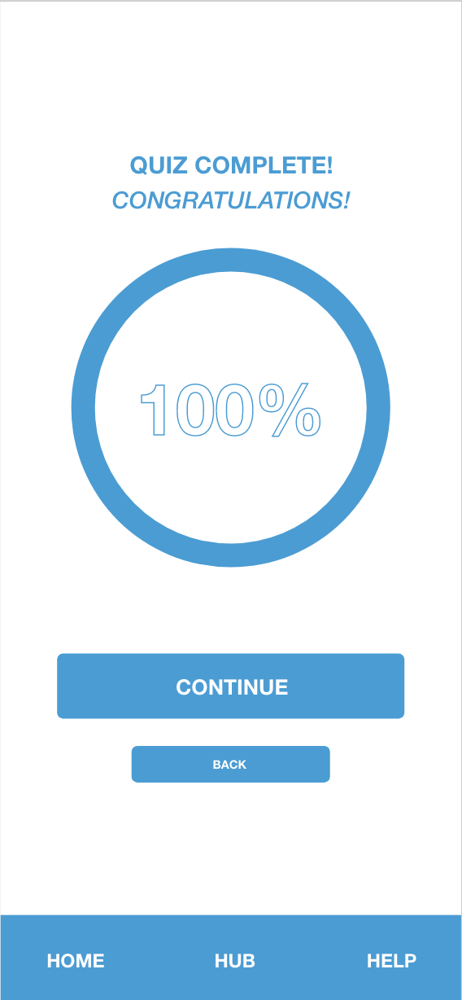 QUIZ COMPLETE!
CONGRATULATIONS!
100%
CONTINUE
BACK
HOME HUB HELP